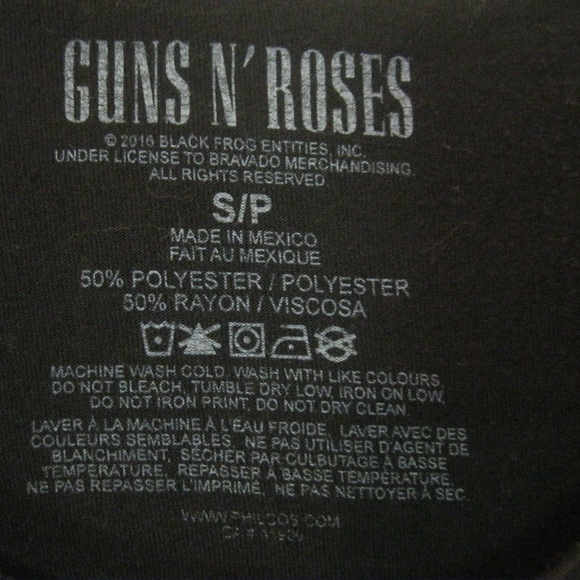 GUNS N' ROSES
© 2016 BLACK FROG ENTITIES, INC.
UNDER LICENSE TO BRAVADO MERCHANDISING.
ALL RIGHTS RESERVED
S/P
MADE IN MEXICO
FAIT AU MEXIQUE
50% POLYESTER / POLYESTER
50% RAYON / VISCOSA
MACHINE WASH COLD, WASH WITH LIKE COLOURS,
DO NOT BLEACH, TUMBLE DRY LOW, IRON ON LOW,
DO NOT IRON PRINT, DO NOT DRY CLEAN.
LAVER À LA MACHINE À L'EAU FROIDE, LAVER AVEC DES
COULEURS SEMBLABLES, NE PAS UTILISER D'AGENT DE
BLANCHIMENT, SÉCHER PAR CULBUTAGE À BASSE
TEMPÉRATURE, REPASSER À BASSE TEMPÉRATURE,
NE PAS REPASSER L'IMPRIMÉ, NE PAS NETTOYER À SEC.
WWW.PHILCOS.COM
CA #